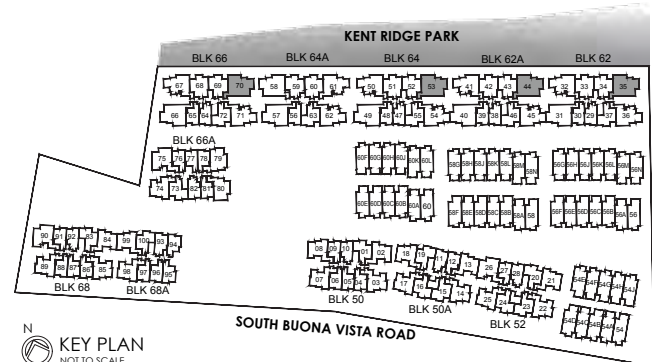 KENT RIDGE PARK
BLK 66 BLK 64A BLK 64 BLK 62A BLK 62
67 68 69 70 58 59 60 61 50 51 52 53 41 42 43 44 32 33 34 35
66 65 64 72 71 57 56 63 62 49 48 47 55 54 40 39 38 46 45 31 30 29 37 36
BLK 66A
75 76 77 78 79 60F 60G 60H 60J 60K 60L 58G 58H 58J 58K 58L 58M 58N 56G 56H 56J 56K 56L 56M 56N
74 73 82 81 80 60E 60D 60C 60B 60A 60 58F 58E 58D 58C 58B 58A 58 56F 56E 56D 56C 56B 56A 56
90 91 92 83 84 99 100 93 94 08 09 10 01 02 18 19 11 12 13 26 27 28 20 21
89 88 87 86 85 98 97 96 95 07 06 05 04 03 17 16 15 14 25 24 23 22
54E 54F 54G 54H 54J
54D 54C 54B 54A 54
BLK 68 BLK 68A BLK 50 BLK 50A BLK 52
SOUTH BUONA VISTA ROAD
N
KEY PLAN
NOT TO SCALE